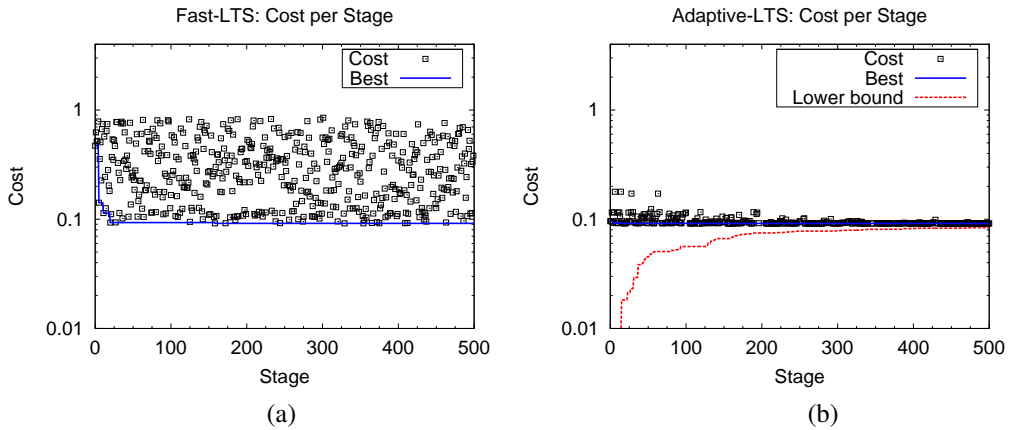 Fast-LTS: Cost per Stage
Cost
Best
1
0.1
0.01
Cost
0 100 200 300 400 500
Stage
(a)
Adaptive-LTS: Cost per Stage
Cost
Best
Lower bound
1
0.1
0.01
Cost
0 100 200 300 400 500
Stage
(b)